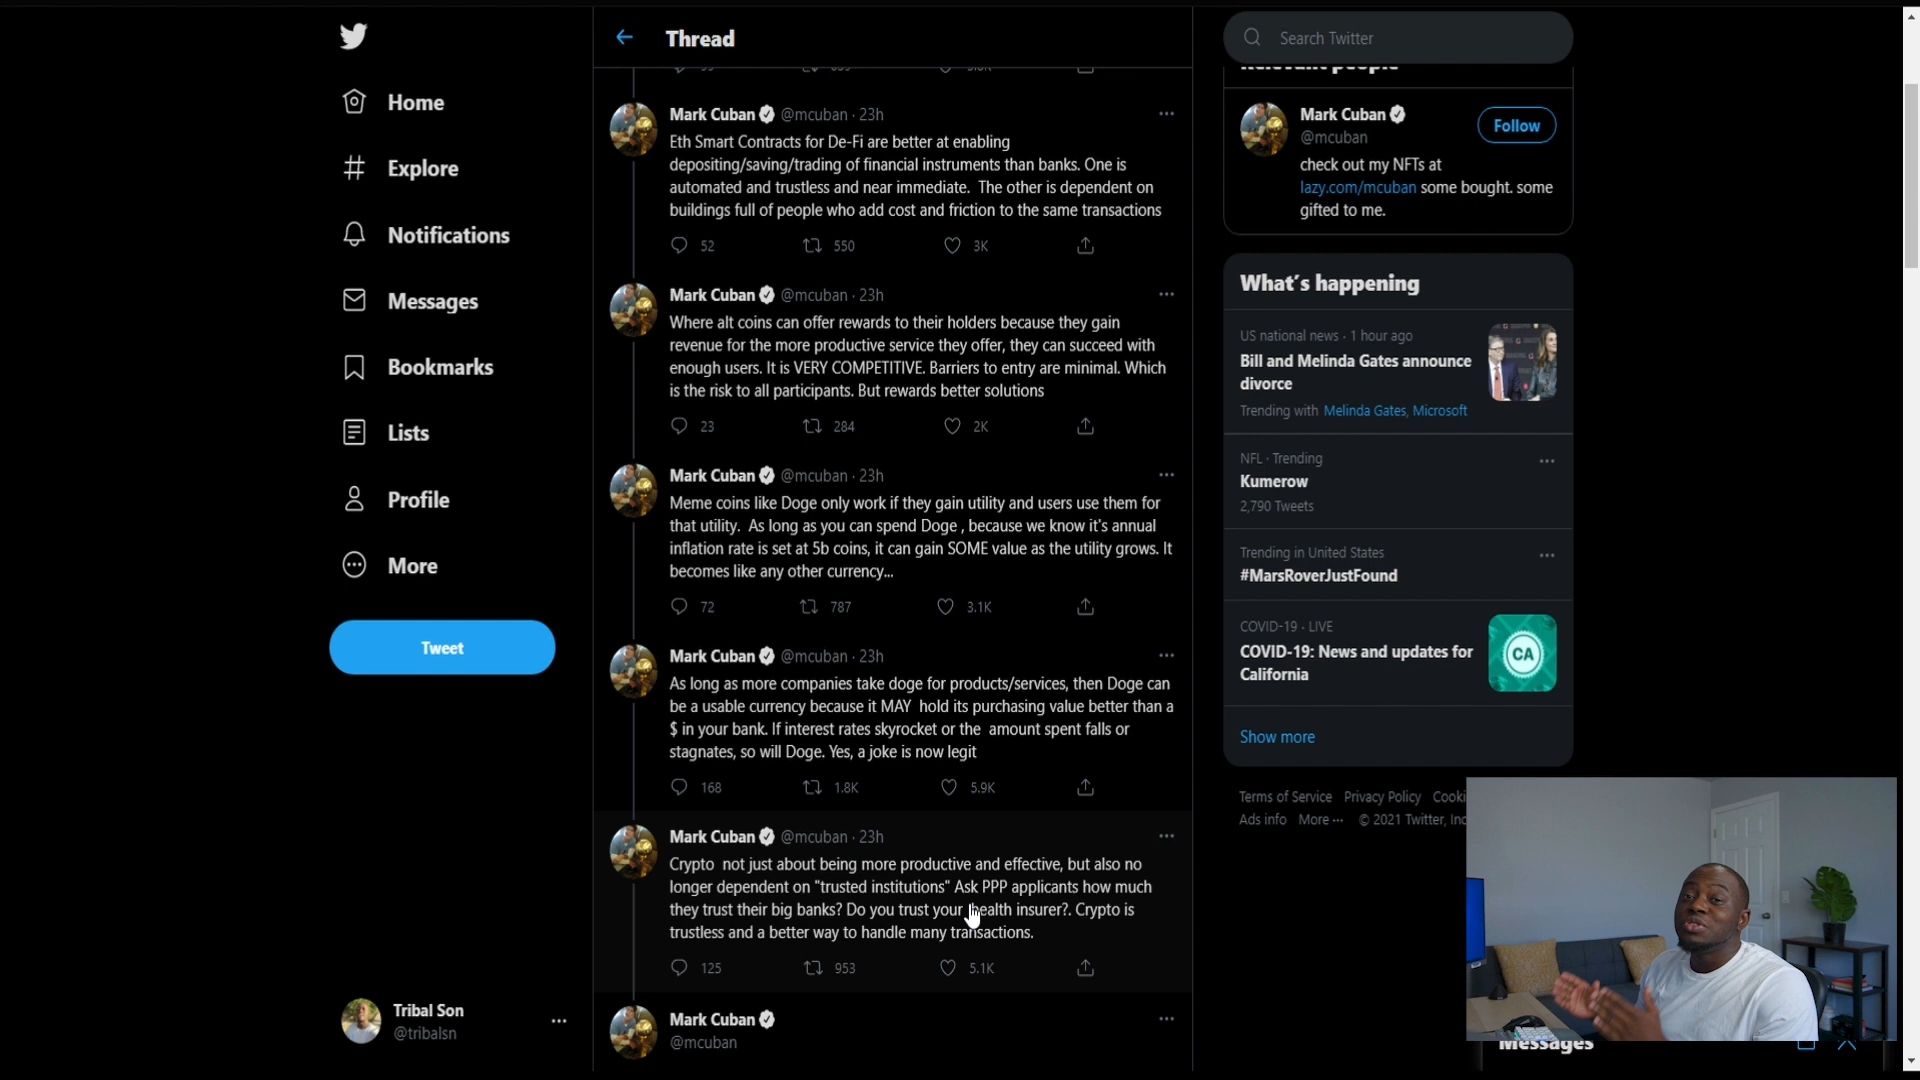 Home
Explore
Notifications
Messages
Bookmarks
Lists
Profile
More
Tweet
Tribal Son
@tribalsn
Thread
Mark Cuban @mcuban · 23h
Eth Smart Contracts for De-Fi are better at enabling
depositing/saving/trading of financial instruments than banks. One is
automated and trustless and near immediate.  The other is dependent on
buildings full of people who add cost and friction to the same transactions
52 550 3K
Mark Cuban @mcuban · 23h
Where alt coins can offer rewards to their holders because they gain
revenue for the more productive service they offer, they can succeed with
enough users. It is VERY COMPETITIVE. Barriers to entry are minimal. Which
is the risk to all participants. But rewards better solutions
23 284 2K
Mark Cuban @mcuban · 23h
Meme coins like Doge only work if they gain utility and users use them for
that utility.  As long as you can spend Doge , because we know it's annual
inflation rate is set at 5b coins, it can gain SOME value as the utility grows. It
becomes like any other currency...
72 787 3.1K
Mark Cuban @mcuban · 23h
As long as more companies take doge for products/services, then Doge can
be a usable currency because it MAY  hold its purchasing value better than a
$ in your bank. If interest rates skyrocket or the  amount spent falls or
stagnates, so will Doge. Yes, a joke is now legit
168 1.8K 5.9K
Mark Cuban @mcuban · 23h
Crypto  not just about being more productive and effective, but also no
longer dependent on "trusted institutions" Ask PPP applicants how much
they trust their big banks? Do you trust your health insurer?. Crypto is
trustless and a better way to handle many transactions.
125 953 5.1K
Mark Cuban
@mcuban
Search Twitter
Relevant people
Mark Cuban
@mcuban
Follow
check out my NFTs at
lazy.com/mcuban some bought. some
gifted to me.
What's happening
US national news · 1 hour ago
Bill and Melinda Gates announce
divorce
Trending with Melinda Gates, Microsoft
NFL · Trending
Kumerow
2,790 Tweets
Trending in United States
#MarsRoverJustFound
COVID-19 · LIVE
COVID-19: News and updates for
California
CA
Show more
Terms of Service Privacy Policy Cooki
Ads info More ··· © 2021 Twitter, Inc
Messages